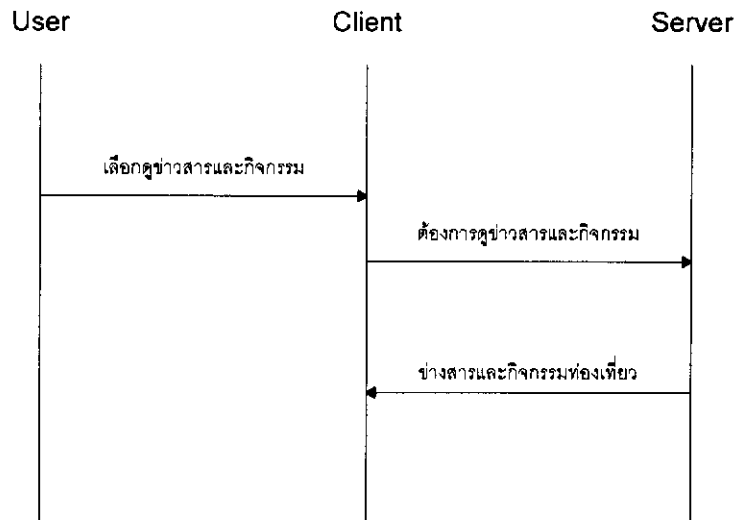 User
Client
Server
เลือกดูข่าวสารและกิจกรรม
ต้องการดูข่าวสารและกิจกรรม
ข่างสารและกิจกรรมท่องเที่ยว